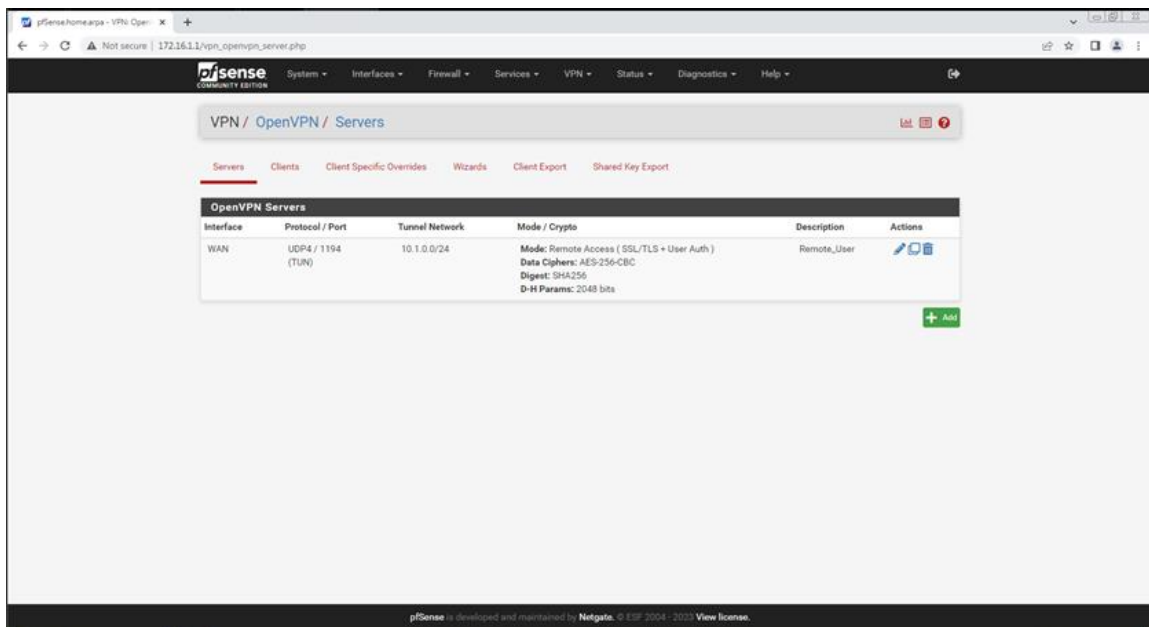 pfSense.home.arpa - VPN: Open
Not secure | 172.16.1.1/vpn_openvpn_server.php
pfsense
COMMUNITY EDITION
System Interfaces Firewall Services VPN Status Diagnostics Help
VPN / OpenVPN / Servers
Servers Clients Client Specific Overrides Wizards Client Export Shared Key Export
OpenVPN Servers
Interface Protocol / Port Tunnel Network Mode / Crypto Description Actions
WAN UDP4 / 1194 10.1.0.0/24 Mode: Remote Access ( SSL/TLS + User Auth ) Remote_User
(TUN) Data Ciphers: AES-256-CBC
Digest: SHA256
D-H Params: 2048 bits
+ Add
pfSense is developed and maintained by Netgate. © ESF 2004 - 2023 View license.